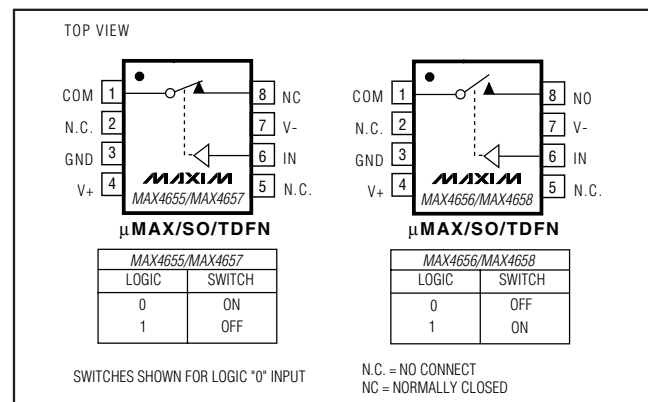 TOP VIEW
COM 1
N.C. 2
GND 3
V+ 4
8 NC
7 V-
6 IN
5 N.C.
MAXIM
MAX4655/MAX4657
µMAX/SO/TDFN
COM 1
N.C. 2
GND 3
V+ 4
8 NO
7 V-
6 IN
5 N.C.
MAXIM
MAX4656/MAX4658
µMAX/SO/TDFN
MAX4655/MAX4657
LOGIC SWITCH
0 ON
1 OFF
MAX4656/MAX4658
LOGIC SWITCH
0 OFF
1 ON
SWITCHES SHOWN FOR LOGIC "0" INPUT
N.C. = NO CONNECT
NC = NORMALLY CLOSED